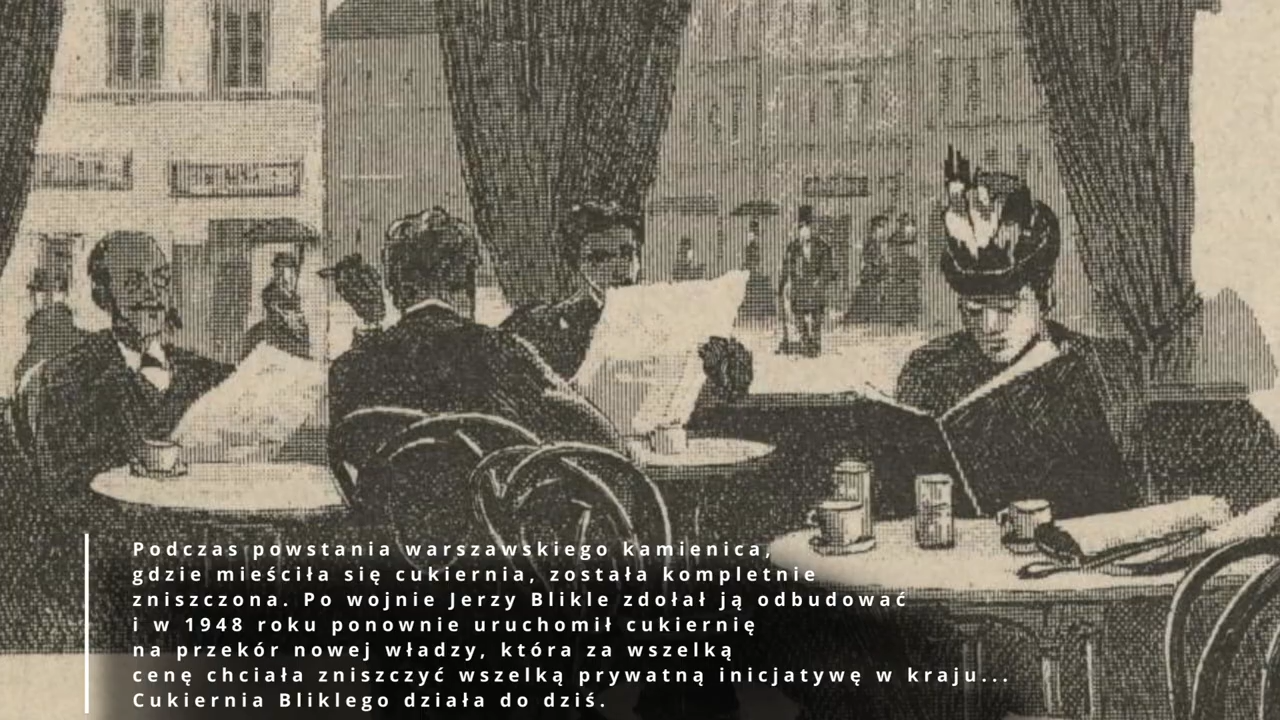 Podczas powstania warszawskiego kamienica,
gdzie mieściła się cukiernia, została kompletnie
zniszczona. Po wojnie Jerzy Blikle zdołał ją odbudować
i w 1948 roku ponownie uruchomił cukiernię
na przekór nowej władzy, która za wszelką
cenę chciała zniszczyć wszelką prywatną inicjatywę w kraju...
Cukiernia Bliklego działa do dziś.